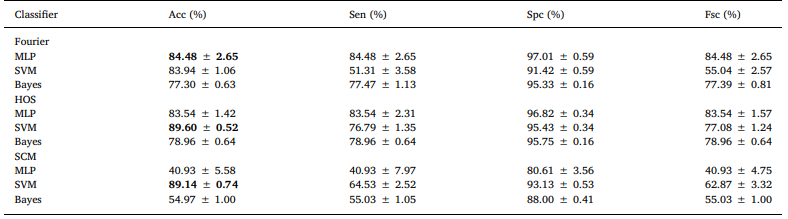 Classifier Acc (%) Sen (%) Spc (%) Fsc (%)
Fourier
MLP 84.48 ± 2.65 84.48 ± 2.65 97.01 ± 0.59 84.48 ± 2.65
SVM 83.94 ± 1.06 51.31 ± 3.58 91.42 ± 0.59 55.04 ± 2.57
Bayes 77.30 ± 0.63 77.47 ± 1.13 95.33 ± 0.16 77.39 ± 0.81
HOS
MLP 83.54 ± 1.42 83.54 ± 2.31 96.82 ± 0.34 83.54 ± 1.57
SVM 89.60 ± 0.52 76.79 ± 1.35 95.43 ± 0.34 77.08 ± 1.24
Bayes 78.96 ± 0.64 78.96 ± 0.64 95.75 ± 0.16 78.96 ± 0.64
SCM
MLP 40.93 ± 5.58 40.93 ± 7.97 80.61 ± 3.56 40.93 ± 4.75
SVM 89.14 ± 0.74 64.53 ± 2.52 93.13 ± 0.53 62.87 ± 3.32
Bayes 54.97 ± 1.00 55.03 ± 1.05 88.00 ± 0.41 55.03 ± 1.00